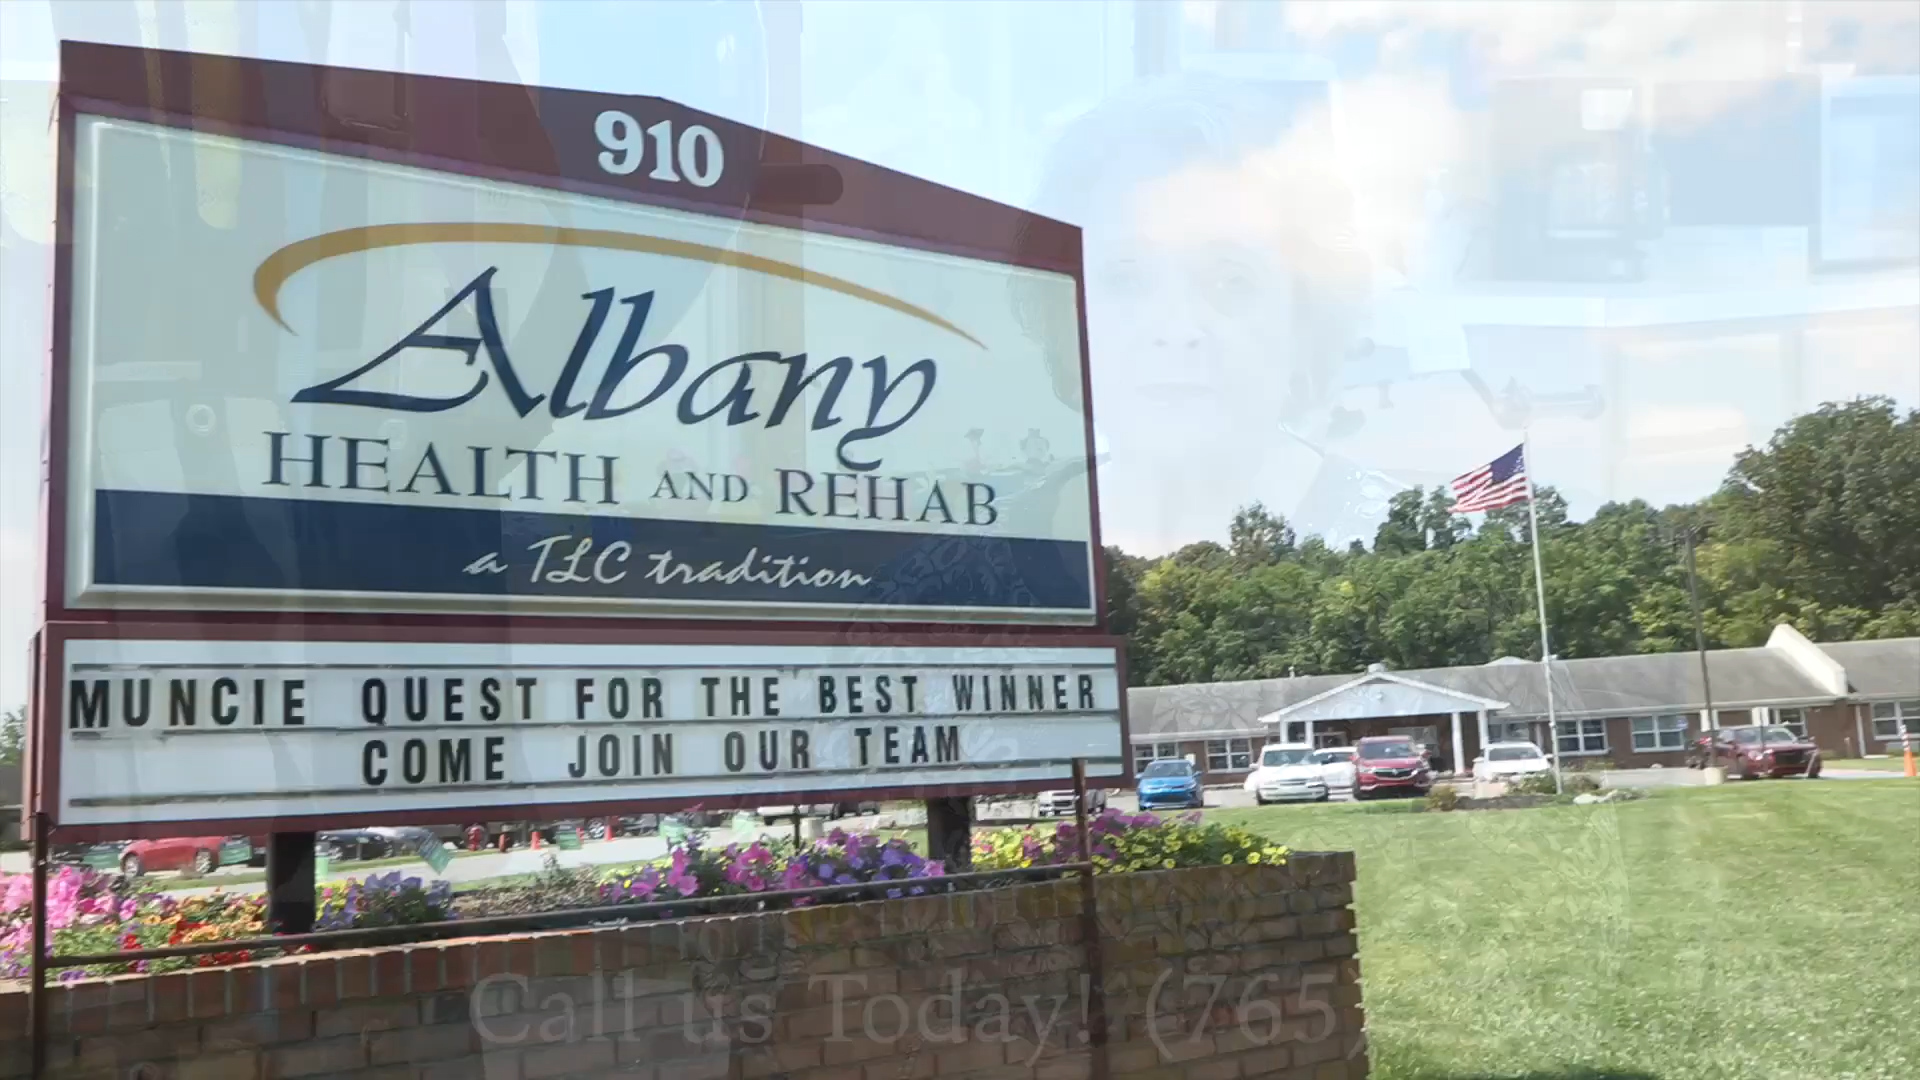 910
Albany
HEALTH AND REHAB
a TLC tradition
MUNCIE QUEST FOR THE BEST WINNER
COME JOIN OUR TEAM
Call us Today! (765)